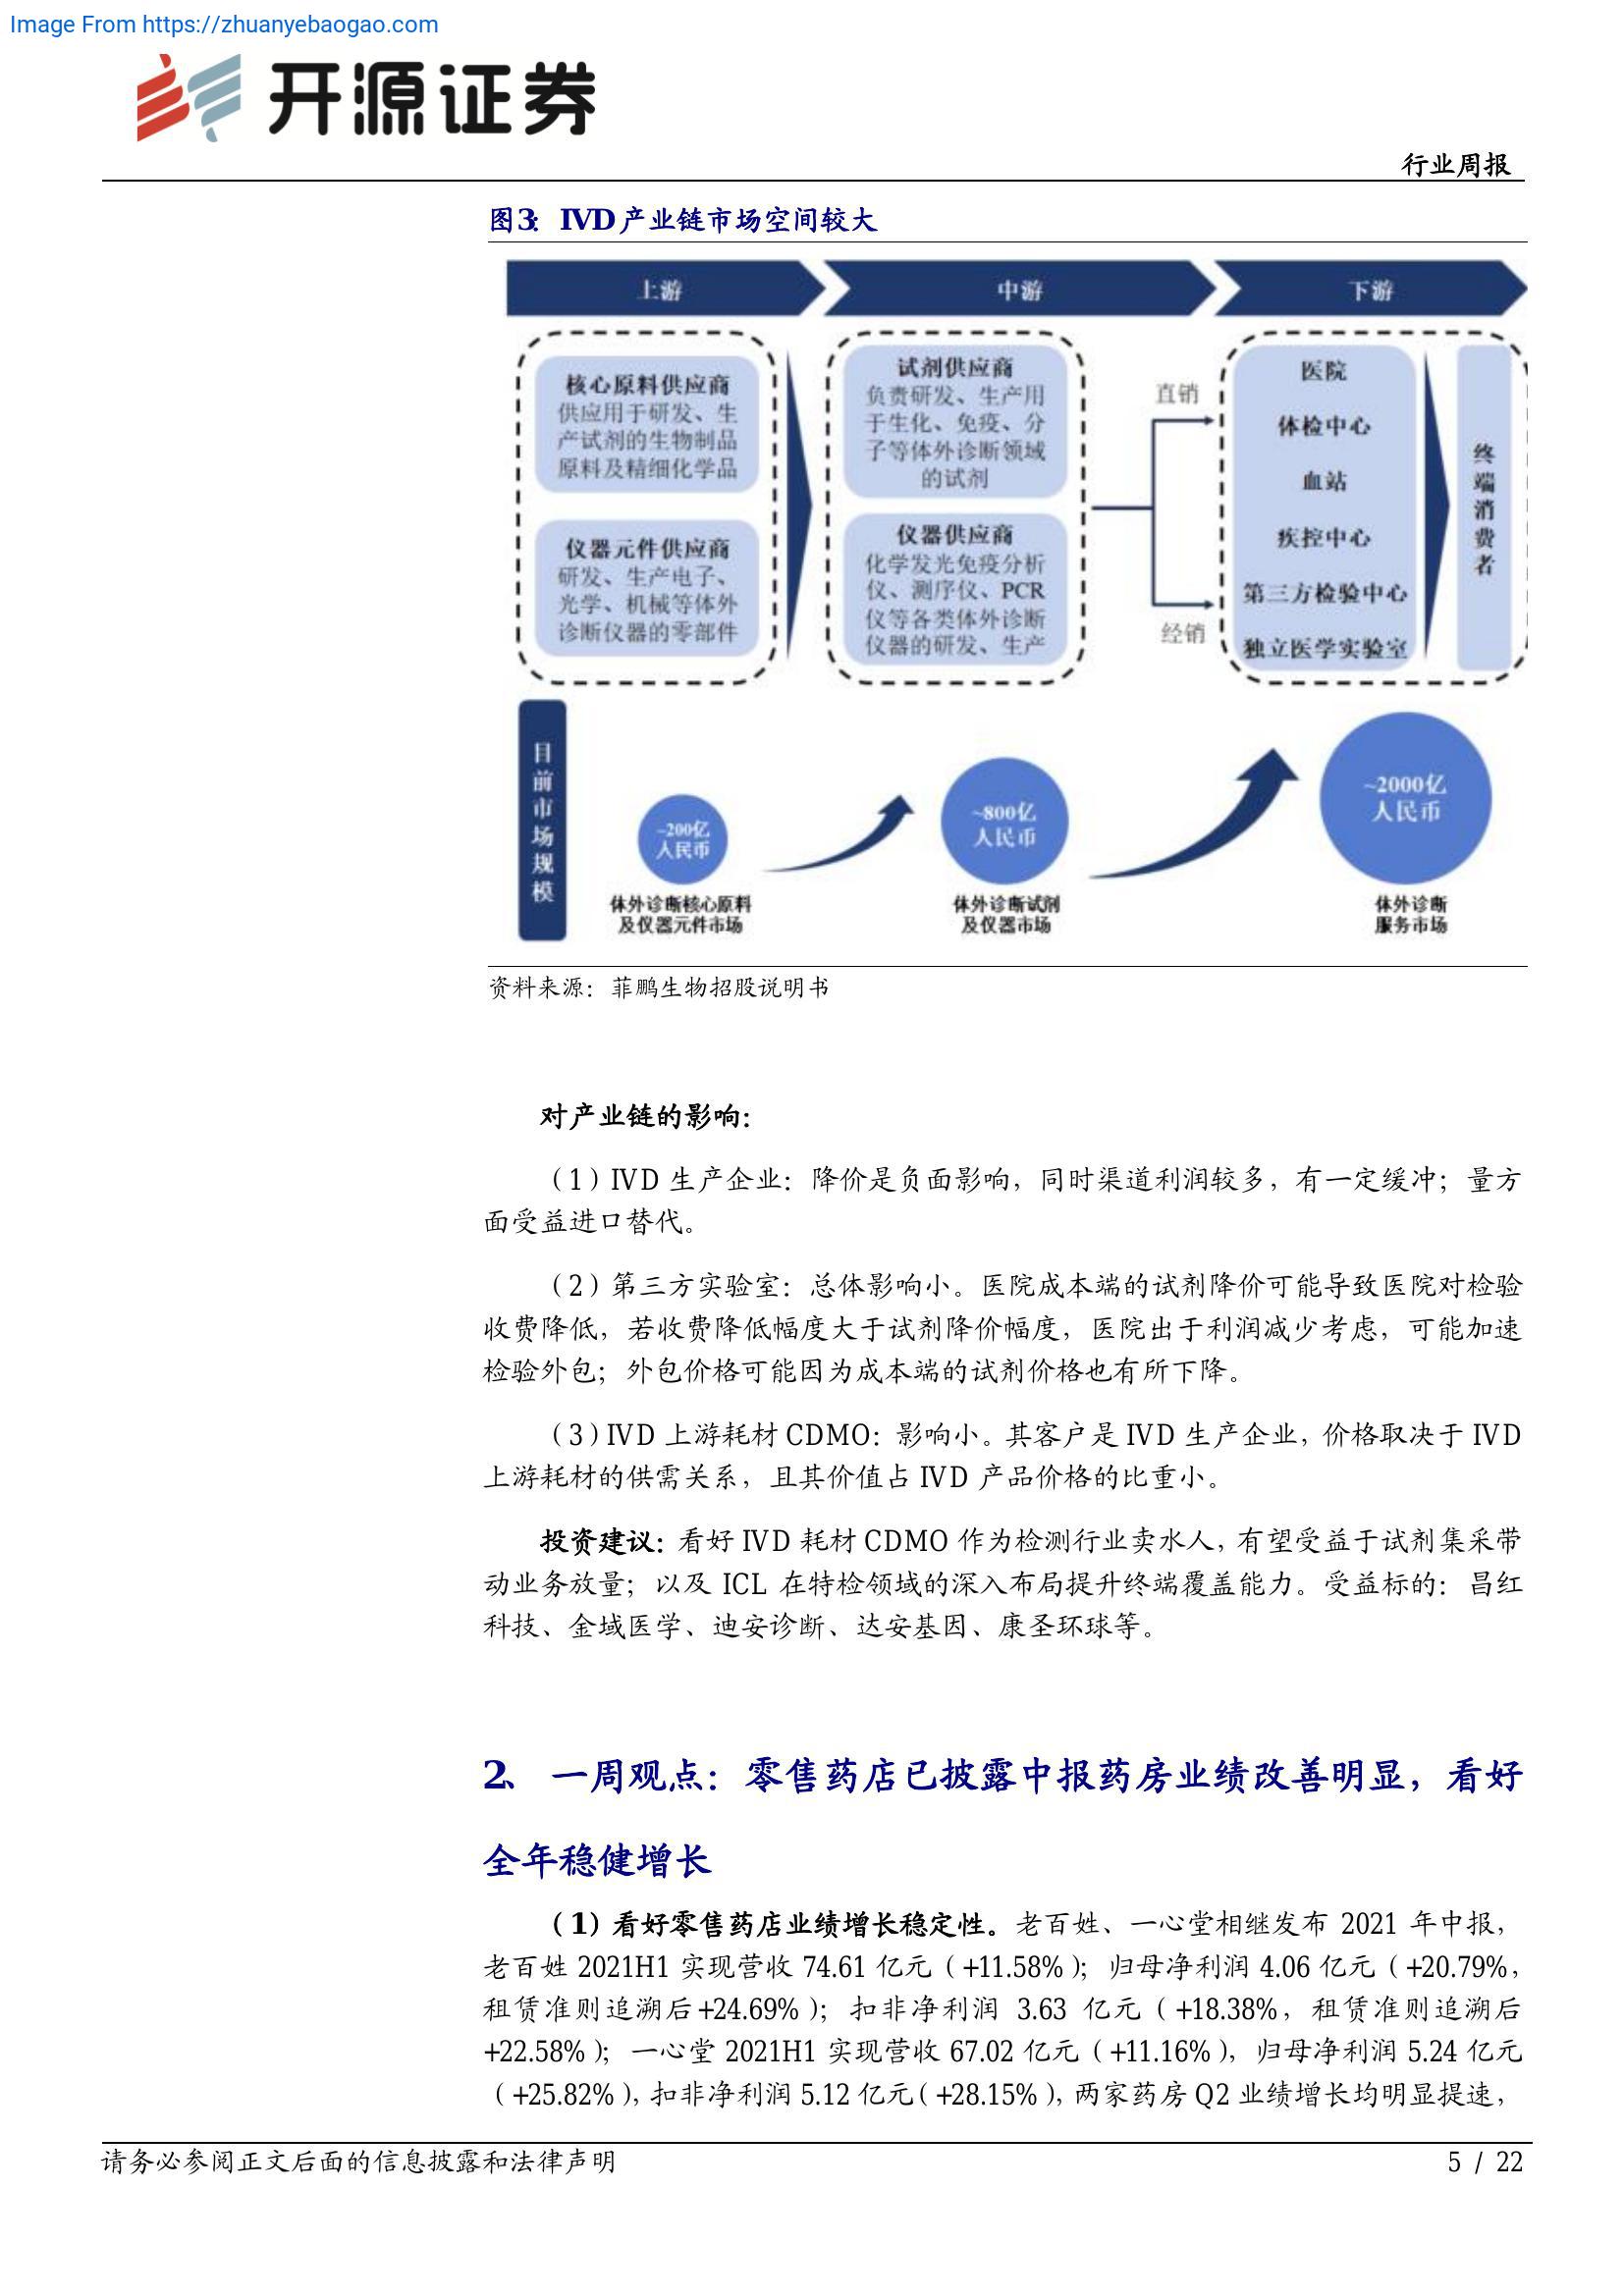 Image From https://zhuanyebaogao.com
开源证券
行业周报
图3： IVD产业链市场空间较大
上游
中游
下游
核心原料供应商
供应用于研发、生
产试剂的生物制品
原料及精细化学品
仪器元件供应商
研发、生产电子、
光学、机械等体外
诊断仪器的零部件
试剂供应商
负责研发、生产用
于生化、免疫、分
子等体外诊断领域
的试剂
仪器供应商
化学发光免疫分析
仪、测序仪、PCR
仪等各类体外诊断
仪器的研发、生产
直销
经销
医院
体检中心
血站
疾控中心
第三方检验中心
独立医学实验室
终端消费者
目前市场规模
~200亿
人民币
体外诊断核心原料
及仪器元件市场
~800亿
人民币
体外诊断试剂
及仪器市场
~2000亿
人民币
体外诊断
服务市场
资料来源：菲鹏生物招股说明书
对产业链的影响：
（1）IVD 生产企业：降价是负面影响，同时渠道利润较多，有一定缓冲；量方
面受益进口替代。
（2）第三方实验室：总体影响小。医院成本端的试剂降价可能导致医院对检验
收费降低，若收费降低幅度大于试剂降价幅度，医院出于利润减少考虑，可能加速
检验外包；外包价格可能因为成本端的试剂价格也有所下降。
（3）IVD 上游耗材 CDMO：影响小。其客户是 IVD 生产企业，价格取决于 IVD
上游耗材的供需关系，且其价值占 IVD 产品价格的比重小。
投资建议：看好 IVD 耗材 CDMO 作为检测行业卖水人，有望受益于试剂集采带
动业务放量；以及 ICL 在特检领域的深入布局提升终端覆盖能力。受益标的：昌红
科技、金域医学、迪安诊断、达安基因、康圣环球等。
2、 一周观点：零售药店已披露中报药房业绩改善明显，看好
全年稳健增长
（1）看好零售药店业绩增长稳定性。老百姓、一心堂相继发布 2021 年中报，
老百姓 2021H1 实现营收 74.61 亿元（+11.58%）；归母净利润 4.06 亿元（+20.79%，
租赁准则追溯后+24.69%）；扣非净利润 3.63 亿元（+18.38%，租赁准则追溯后
+22.58%）；一心堂 2021H1 实现营收 67.02 亿元（+11.16%），归母净利润 5.24 亿元
（+25.82%），扣非净利润 5.12 亿元（+28.15%），两家药房 Q2 业绩增长均明显提速，
请务必参阅正文后面的信息披露和法律声明
5 / 22